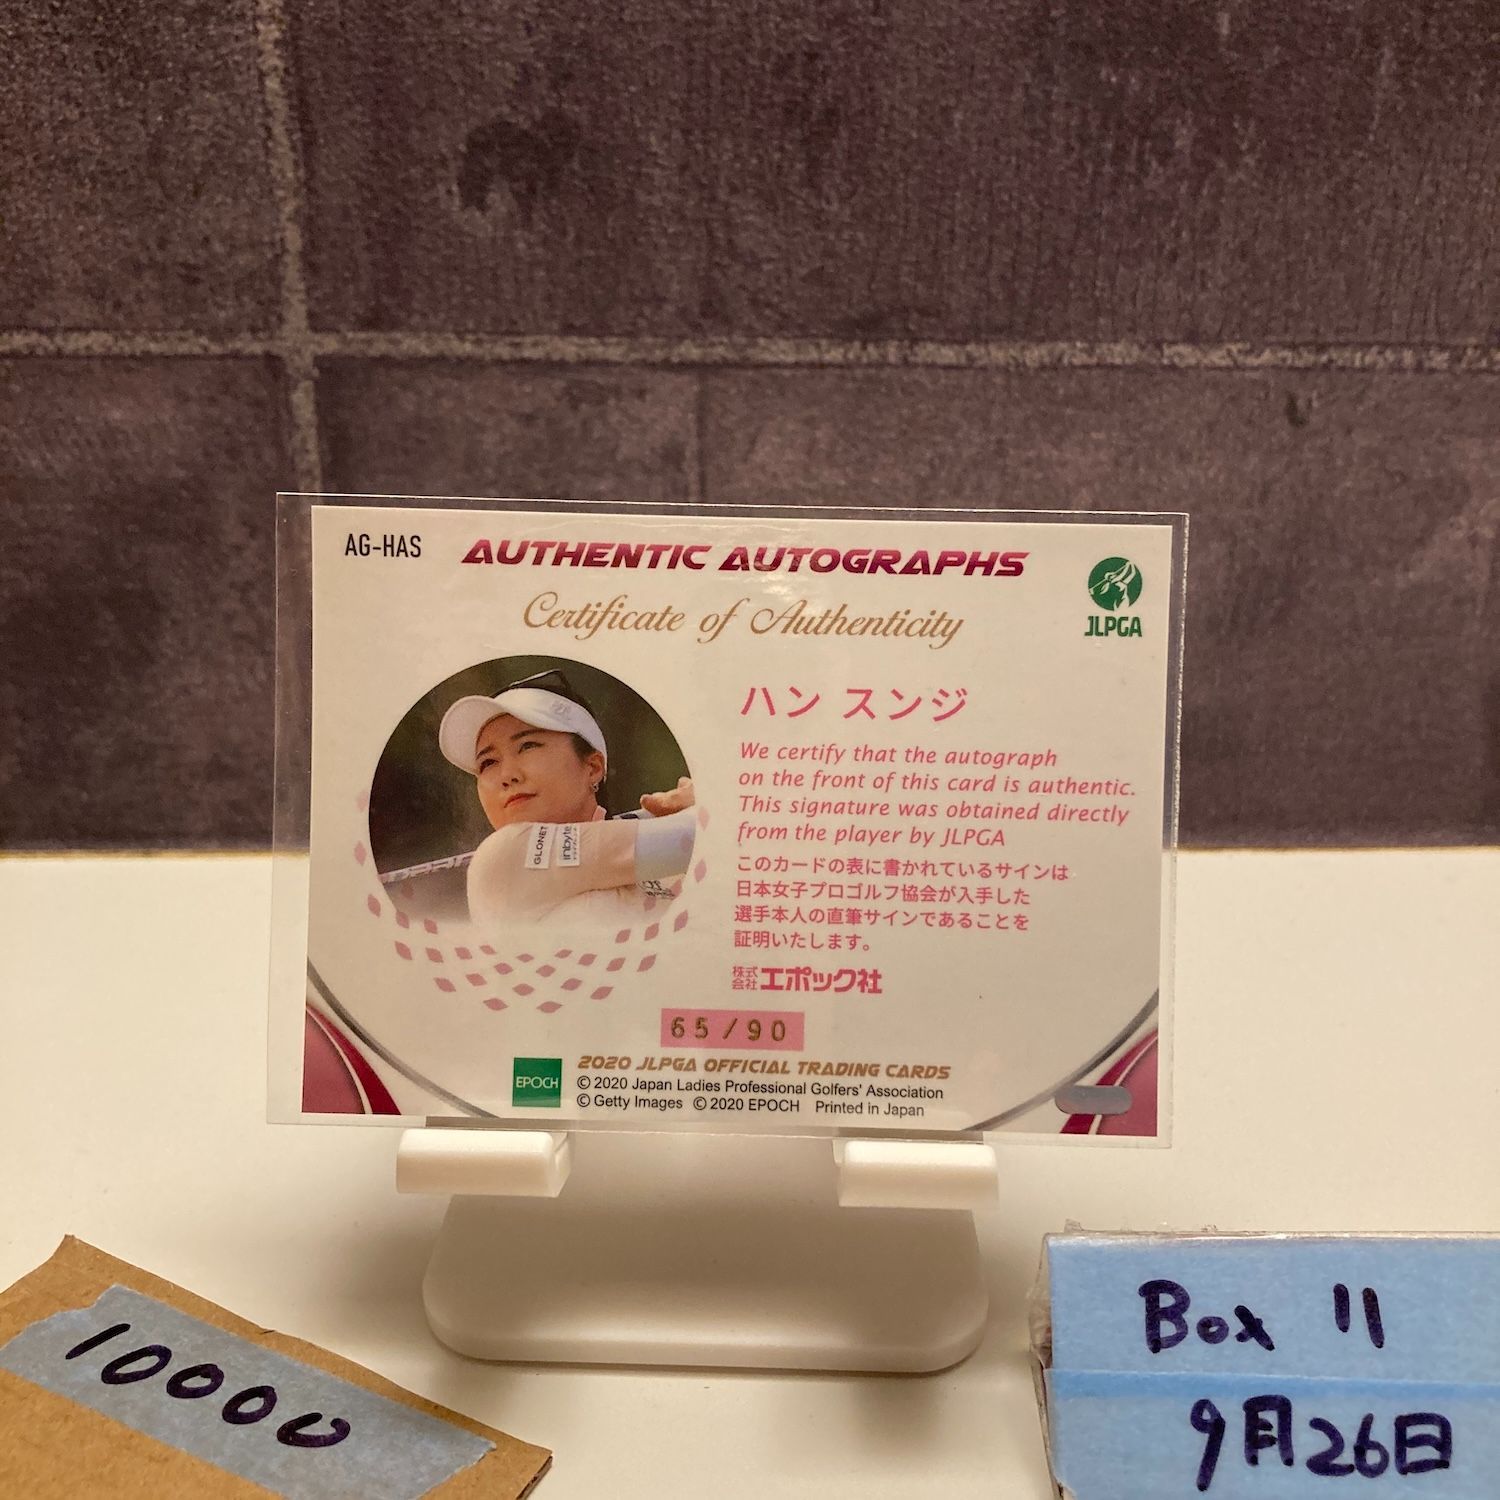 AG-HAS
AUTHENTIC AUTOGRAPHS
Certificate of Authenticity
JLPGA
ハン スンジ
We certify that the autograph
on the front of this card is authentic.
This signature was obtained directly
from the player by JLPGA
このカードの表に書かれているサインは
日本女子プロゴルフ協会が入手した
選手本人の直筆サインであることを
証明いたします。
株式会社エポック社
GLONET
inbyte
65/90
EPOCH
2020 JLPGA OFFICIAL TRADING CARDS
© 2020 Japan Ladies Professional Golfers' Association
© Getty Images © 2020 EPOCH Printed in Japan
10000
Box 11
9月26日